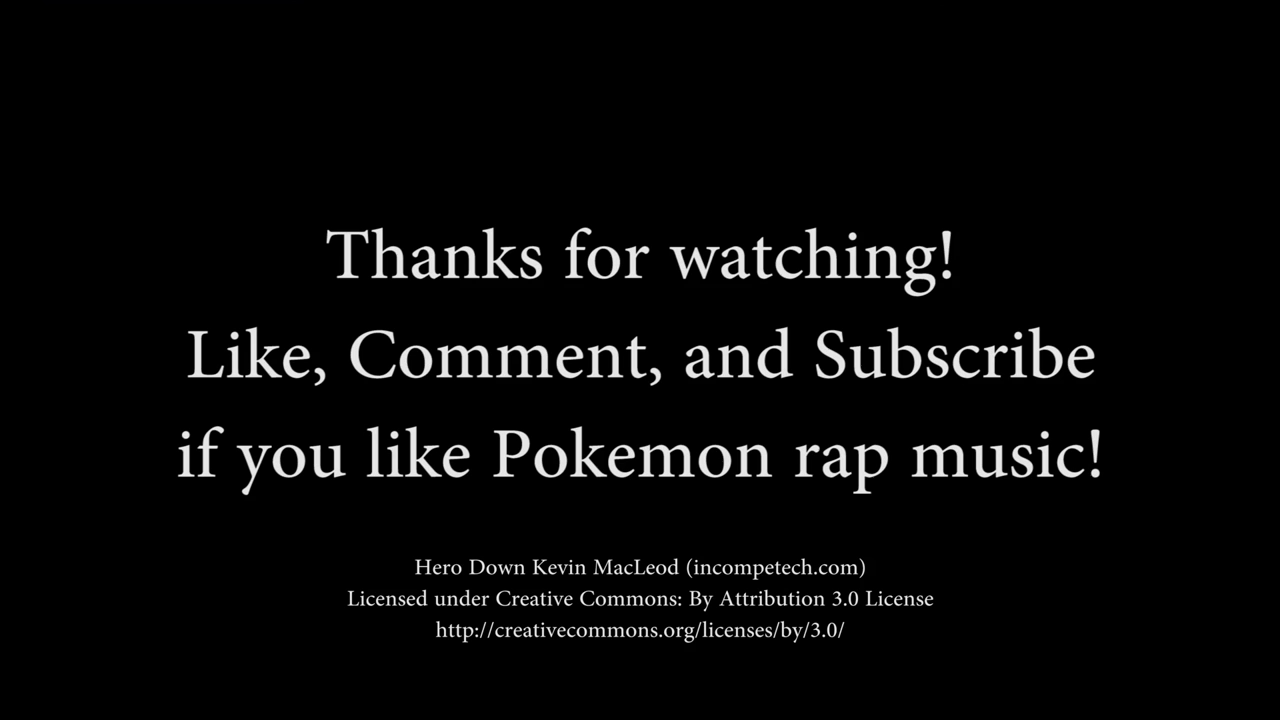 Thanks for watching!
Like, Comment, and Subscribe
if you like Pokemon rap music!
Hero Down Kevin MacLeod (incompetech.com)
Licensed under Creative Commons: By Attribution 3.0 License
http://creativecommons.org/licenses/by/3.0/